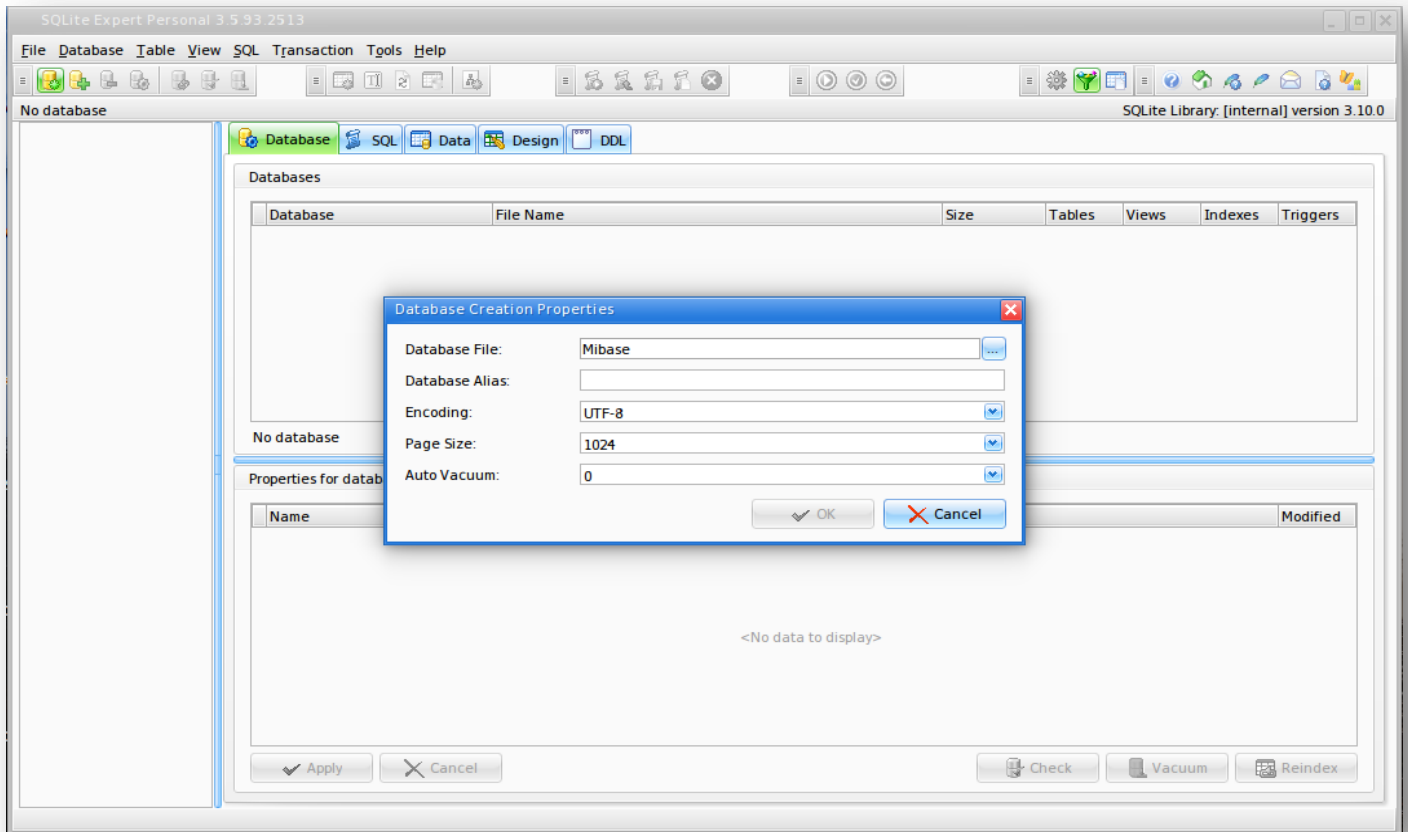 SQLite Expert Personal 3.5.93.2513
File Database Table View SQL Transaction Tools Help
No database SQLite Library: [internal] version 3.10.0
Database SQL Data Design DDL
Databases
Database File Name Size Tables Views Indexes Triggers
Database Creation Properties
Database File: Mibase ...
Database Alias:
Encoding: UTF-8
No database
Page Size: 1024
Auto Vacuum: 0
Properties for datab
OK Cancel
Name Modified
<No data to display>
Apply Cancel Check Vacuum Reindex